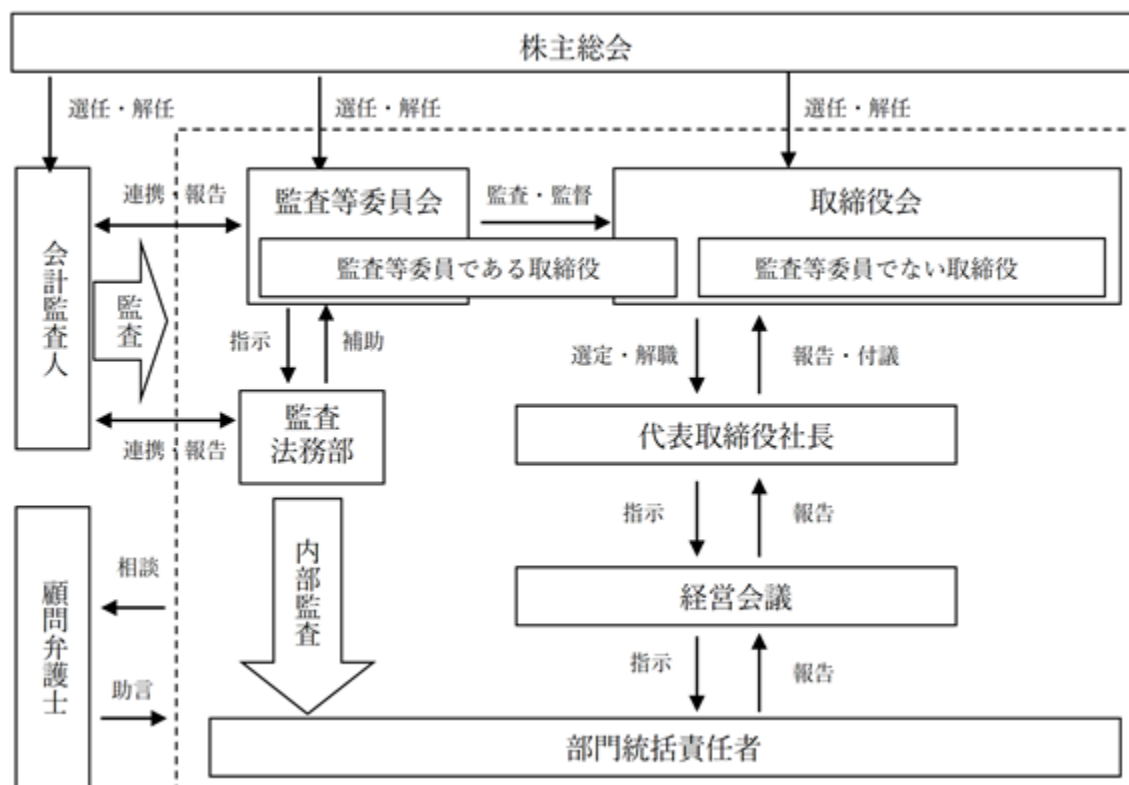 株主総会
選任・解任
選任・解任
選任・解任
連携・報告
監査等委員会
監査・監督
取締役会
会計監査人
監査
監査等委員である取締役
監査等委員でない取締役
指示
補助
選定・解職
報告・付議
監査
法務部
連携・報告
代表取締役社長
指示
報告
内部監査
顧問弁護士
相談
経営会議
指示
報告
助言
部門統括責任者